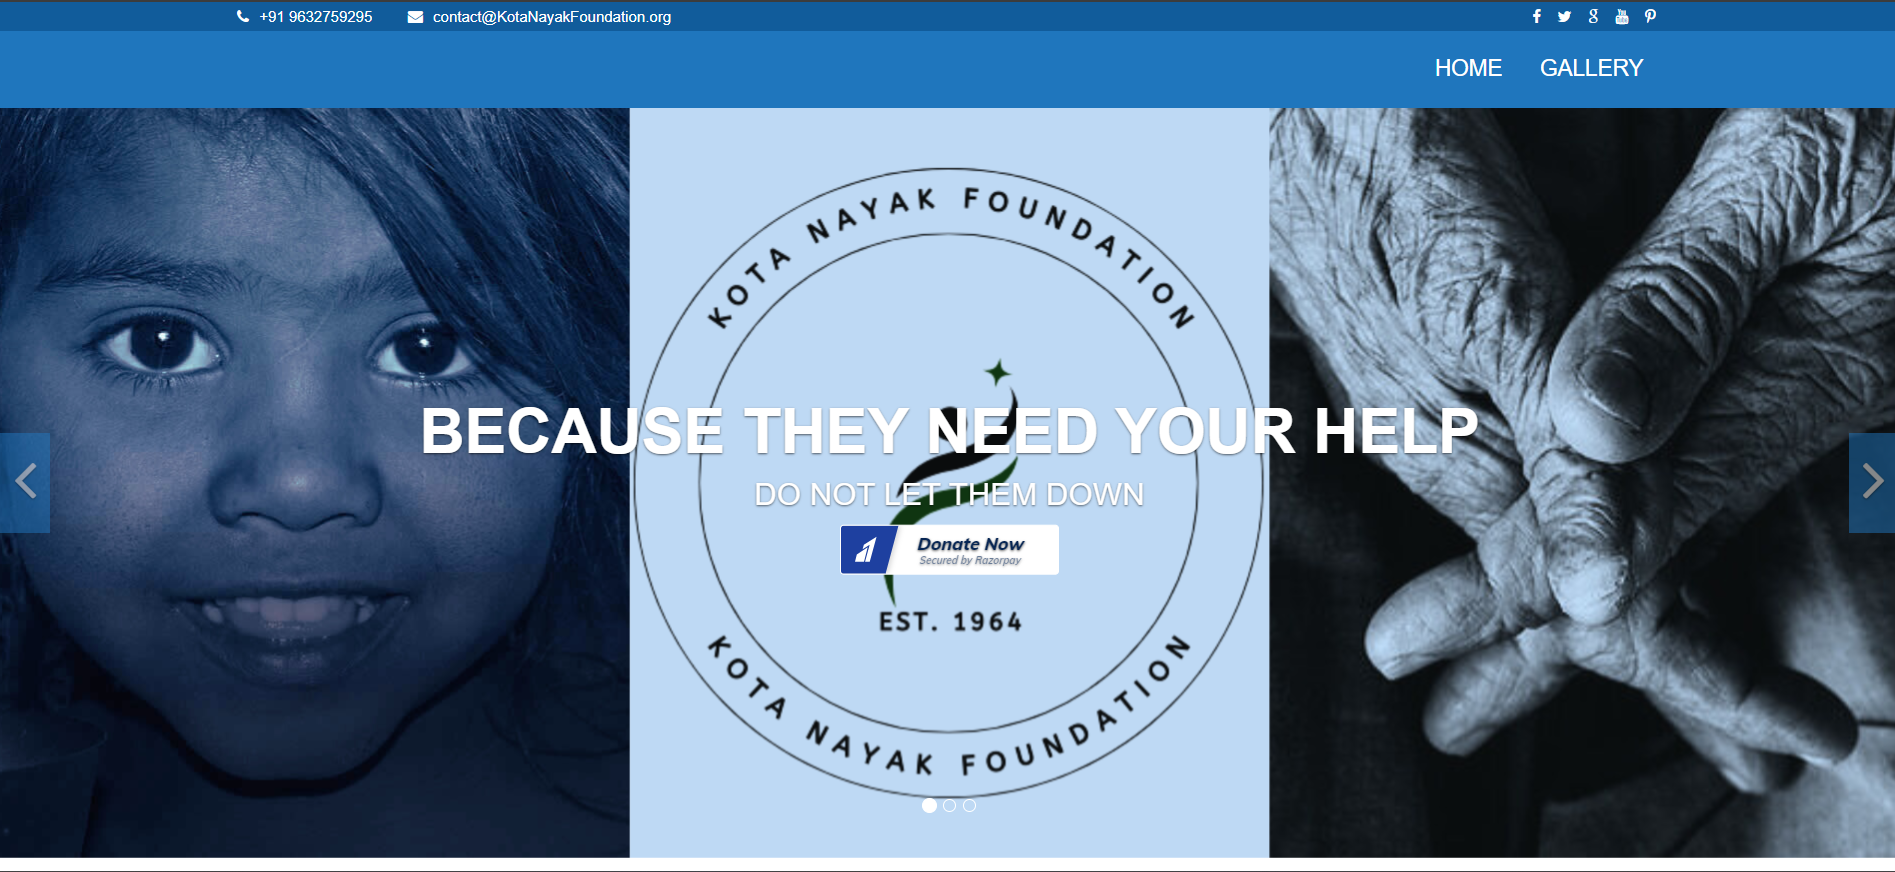 +91 9632759295 contact@KotaNayakFoundation.org
HOME GALLERY
KOTA NAYAK FOUNDATION
BECAUSE THEY NEED YOUR HELP
DO NOT LET THEM DOWN
Donate Now
Secured by Razorpay
EST. 1964
KOTA NAYAK FOUNDATION